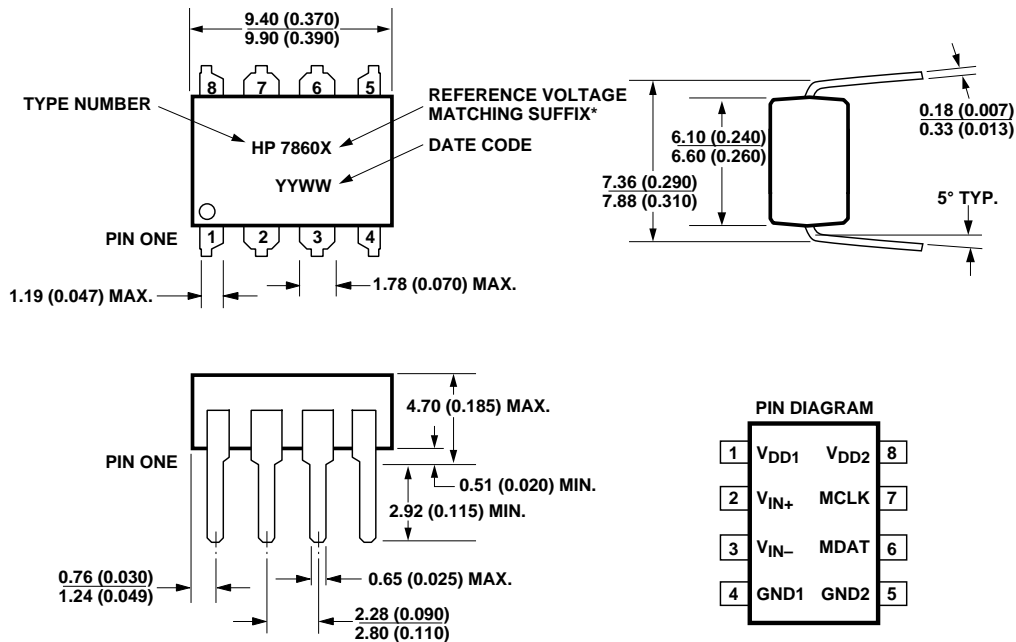 9.40 (0.370)
9.90 (0.390)
8 7 6 5
TYPE NUMBER
REFERENCE VOLTAGE
MATCHING SUFFIX*
HP 7860X
DATE CODE
YYWW
PIN ONE
1 2 3 4
1.19 (0.047) MAX.
1.78 (0.070) MAX.
0.18 (0.007)
0.33 (0.013)
6.10 (0.240)
6.60 (0.260)
7.36 (0.290)
7.88 (0.310)
5° TYP.
4.70 (0.185) MAX.
PIN ONE
0.51 (0.020) MIN.
2.92 (0.115) MIN.
0.76 (0.030)
1.24 (0.049)
0.65 (0.025) MAX.
2.28 (0.090)
2.80 (0.110)
PIN DIAGRAM
1 VDD1 VDD2 8
2 VIN+ MCLK 7
3 VIN– MDAT 6
4 GND1 GND2 5